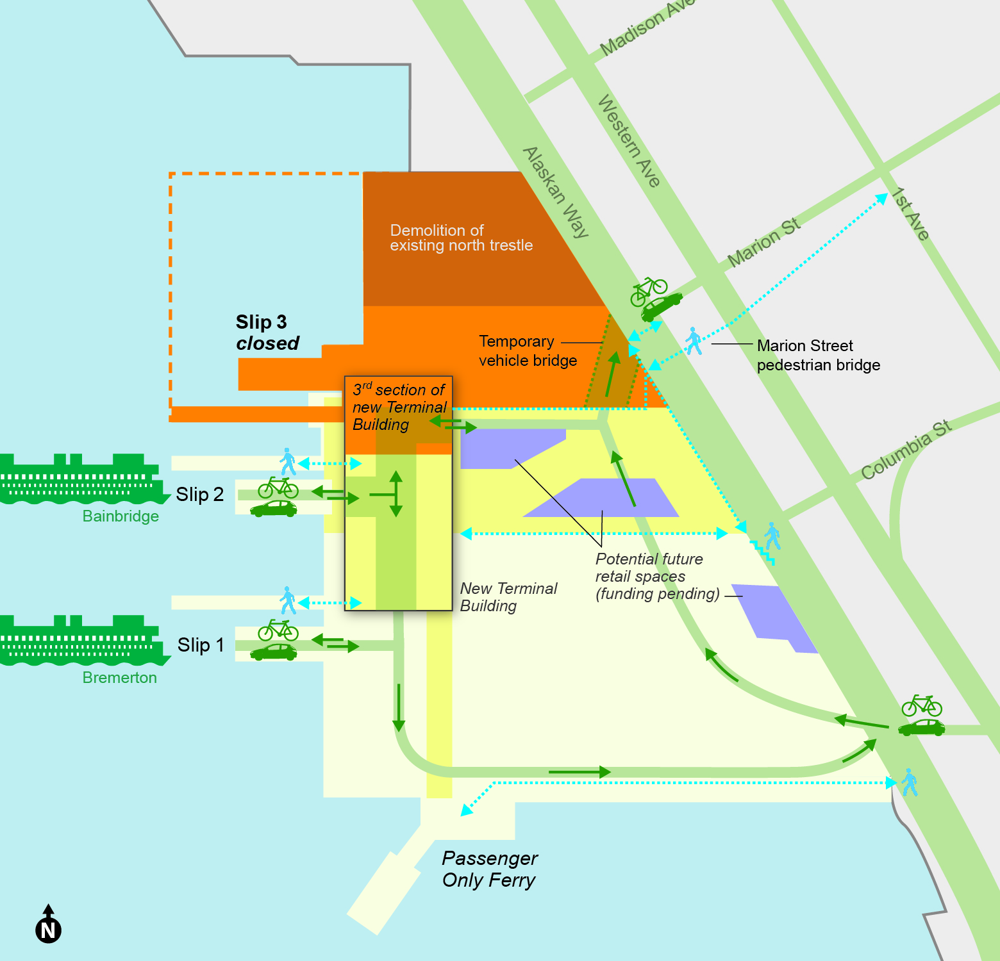 Madison Ave
Western Ave
Alaskan Way
1st Ave
Marion St
Demolition of
existing north trestle
Slip 3
closed
Temporary
vehicle bridge
Marion Street
pedestrian bridge
3rd section of
new Terminal
Building
Columbia St
Slip 2
Bainbridge
Potential future
retail spaces
(funding pending)
New Terminal
Building
Slip 1
Bremerton
Passenger
Only Ferry
N